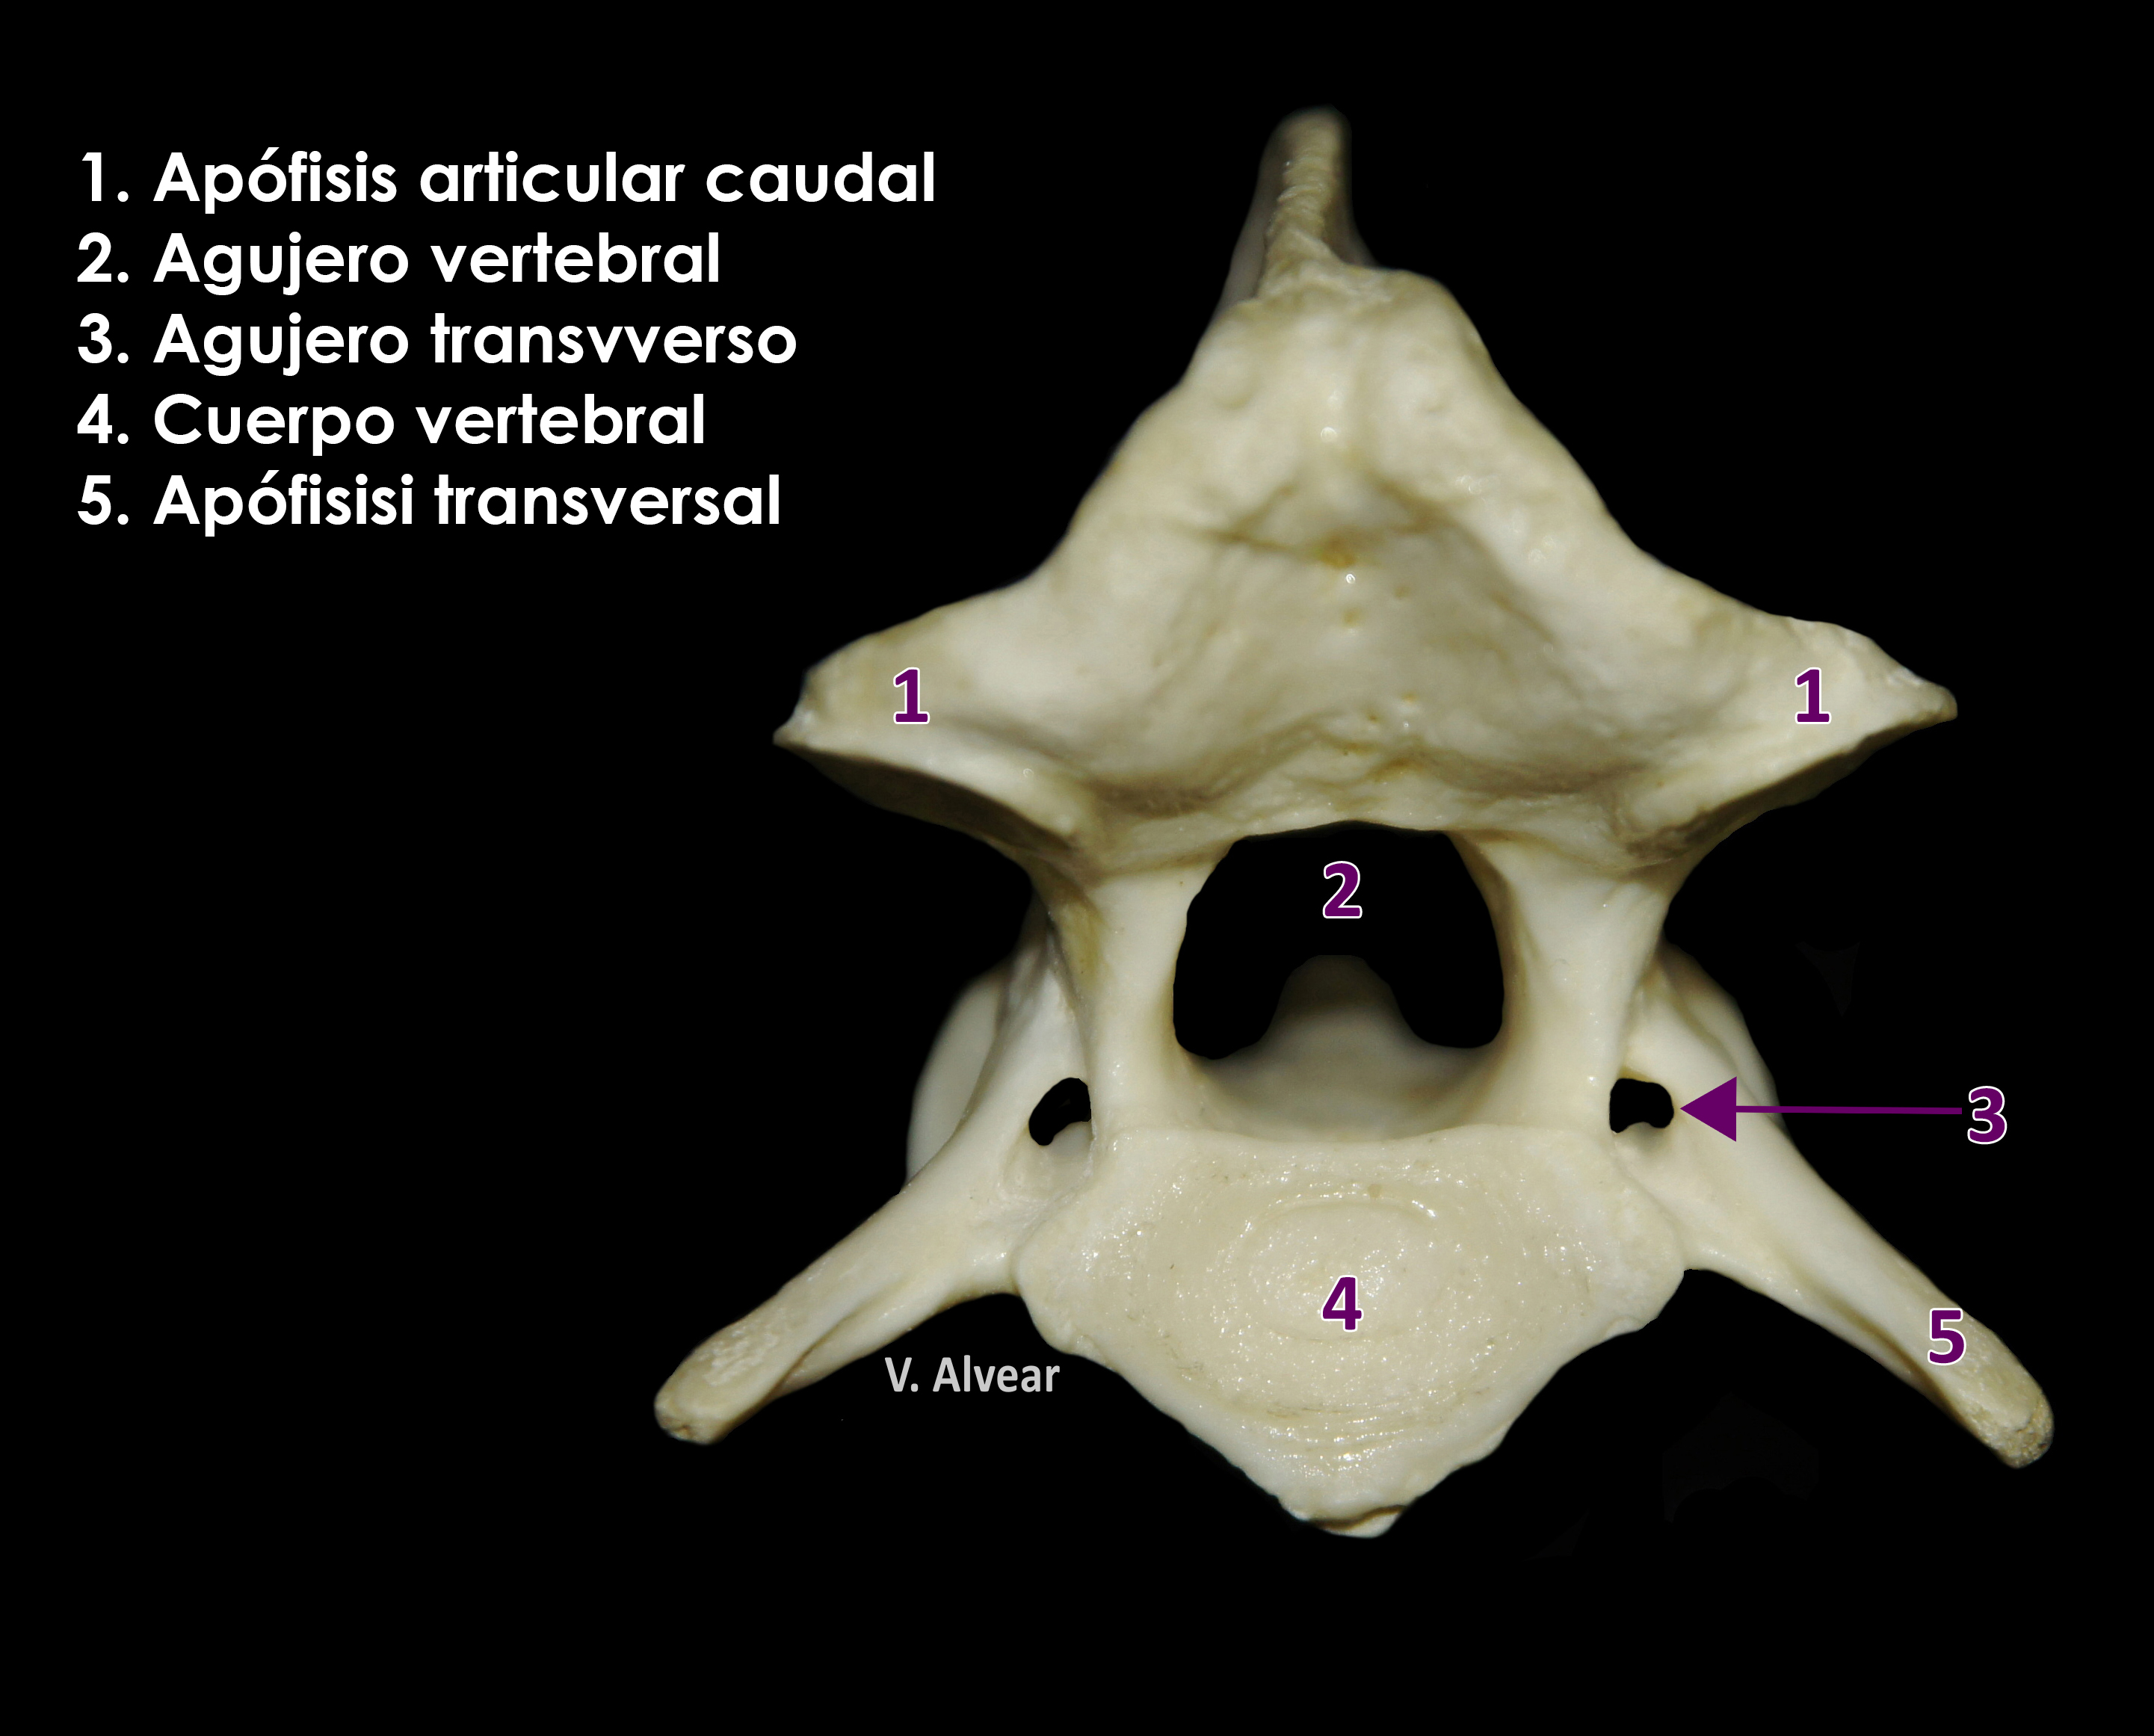 1. Apófisis articular caudal
2. Agujero vertebral
3. Agujero transvverso
4. Cuerpo vertebral
5. Apófisisi transversal
1 1
2
3
4
5
V. Alvear